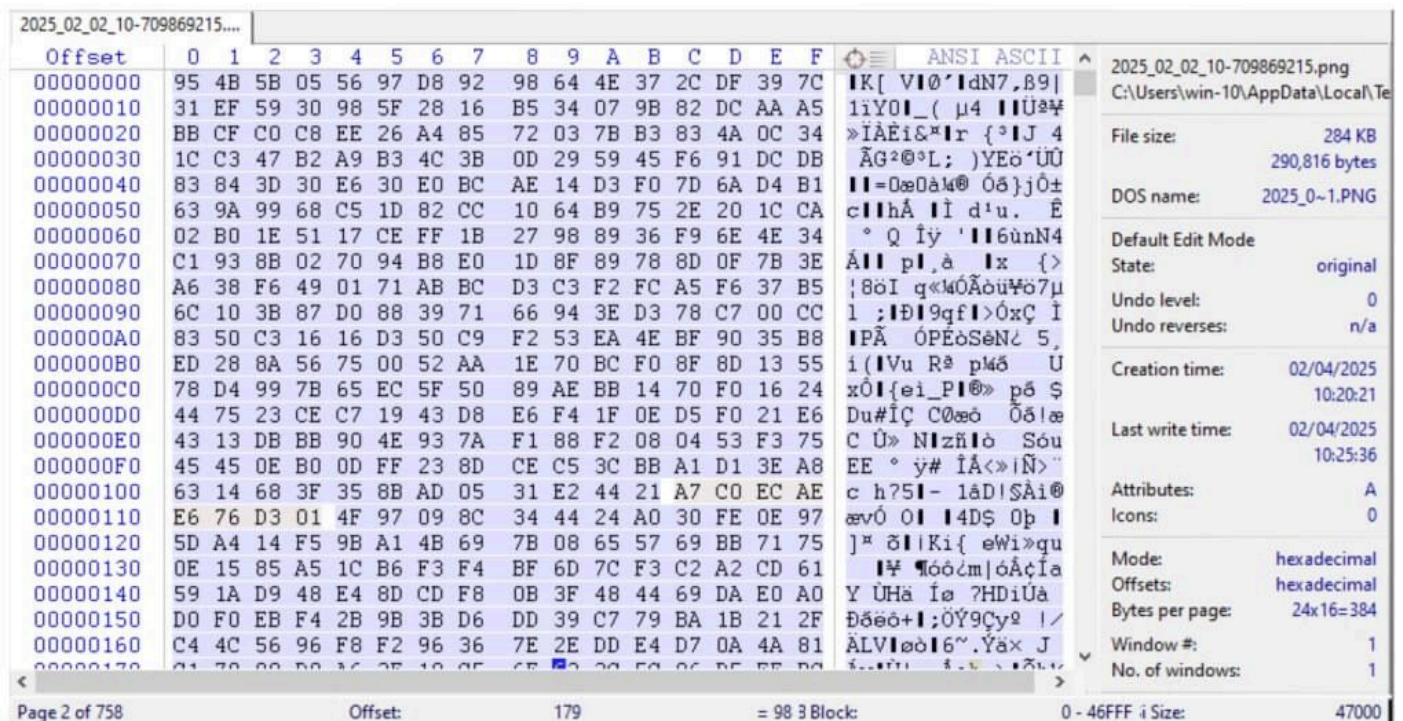 2025_02_02_10-709869215....
Offset 0 1 2 3 4 5 6 7 8 9 A B C D E F ANSI ASCII
00000000 95 4B 5B 05 56 97 D8 92 98 64 4E 37 2C DF 39 7C
00000010 31 EF 59 30 98 5F 28 16 B5 34 07 9B 82 DC AA A5
00000020 BB CF C0 C8 EE 26 A4 85 72 03 7B B3 83 4A 0C 34
00000030 1C C3 47 B2 A9 B3 4C 3B 0D 29 59 45 F6 91 DC DB
00000040 83 84 3D 30 E6 30 E0 BC AE 14 D3 F0 7D 6A D4 B1
00000050 63 9A 99 68 C5 1D 82 CC 10 64 B9 75 2E 20 1C CA
00000060 02 B0 1E 51 17 CE FF 1B 27 98 89 36 F9 6E 4E 34
00000070 C1 93 8B 02 70 94 B8 E0 1D 8F 89 78 8D 0F 7B 3E
00000080 A6 38 F6 49 01 71 AB BC D3 C3 F2 FC A5 F6 37 B5
00000090 6C 10 3B 87 D0 88 39 71 66 94 3E D3 78 C7 00 CC
000000A0 83 50 C3 16 16 D3 50 C9 F2 53 EA 4E BF 90 35 B8
000000B0 ED 28 8A 56 75 00 52 AA 1E 70 BC F0 8F 8D 13 55
000000C0 78 D4 99 7B 65 EC 5F 50 89 AE BB 14 70 F0 16 24
000000D0 44 75 23 CE C7 19 43 D8 E6 F4 1F 0E D5 F0 21 E6
000000E0 43 13 DB BB 90 4E 93 7A F1 88 F2 08 04 53 F3 75
000000F0 45 45 0E B0 0D FF 23 8D CE C5 3C BB A1 D1 3E A8
00000100 63 14 68 3F 35 8B AD 05 31 E2 44 21 A7 C0 EC AE
00000110 E6 76 D3 01 4F 97 09 8C 34 44 24 A0 30 FE 0E 97
00000120 5D A4 14 F5 9B A1 4B 69 7B 08 65 57 69 BB 71 75
00000130 0E 15 85 A5 1C B6 F3 F4 BF 6D 7C F3 C2 A2 CD 61
00000140 59 1A D9 48 E4 8D CD F8 0B 3F 48 44 69 DA E0 A0
00000150 D0 F0 EB F4 2B 9B 3B D6 DD 39 C7 79 BA 1B 21 2F
00000160 C4 4C 56 96 F8 F2 96 36 7E 2E DD E4 D7 0A 4A 81
2025_02_02_10-709869215.png
C:\Users\win-10\AppData\Local\Te
File size: 284 KB
290,816 bytes
DOS name: 2025_0~1.PNG
Default Edit Mode
State: original
Undo level: 0
Undo reverses: n/a
Creation time: 02/04/2025
10:20:21
Last write time: 02/04/2025
10:25:36
Attributes: A
Icons: 0
Mode: hexadecimal
Offsets: hexadecimal
Bytes per page: 24x16=384
Window #: 1
No. of windows: 1
Page 2 of 758 Offset: 179 = 98 Block: 0 - 46FFF Size: 47000